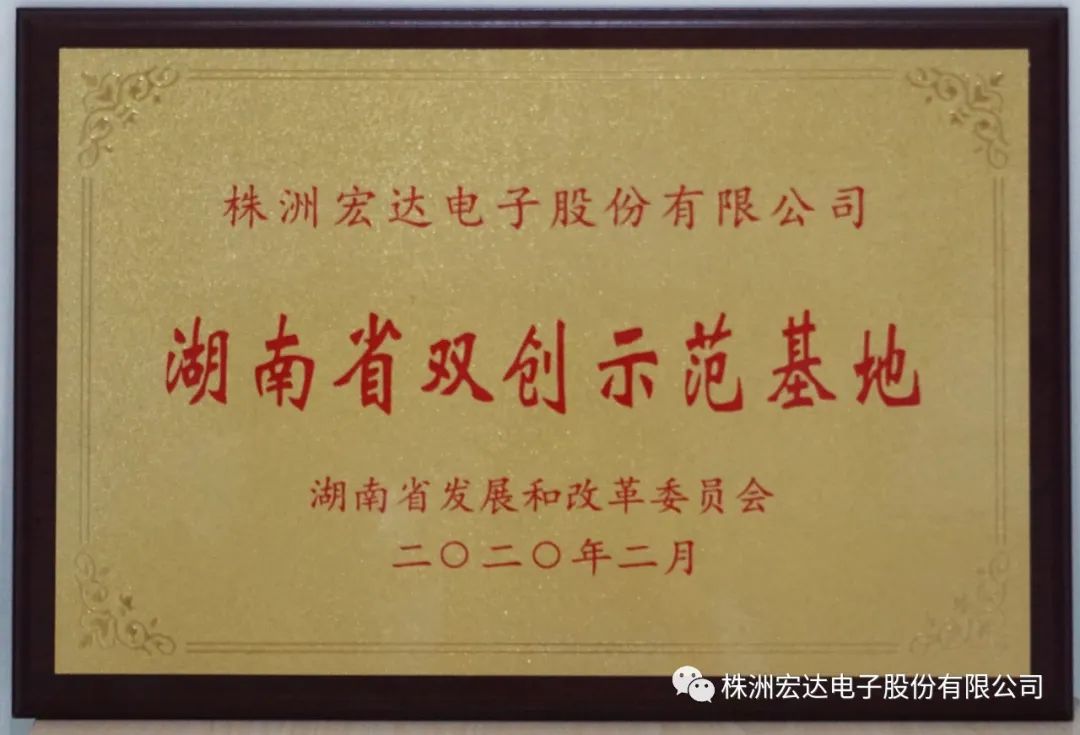 株洲宏达电子股份有限公司
湖南省双创示范基地
湖南省发展和改革委员会
二〇二〇年二月
株洲宏达电子股份有限公司